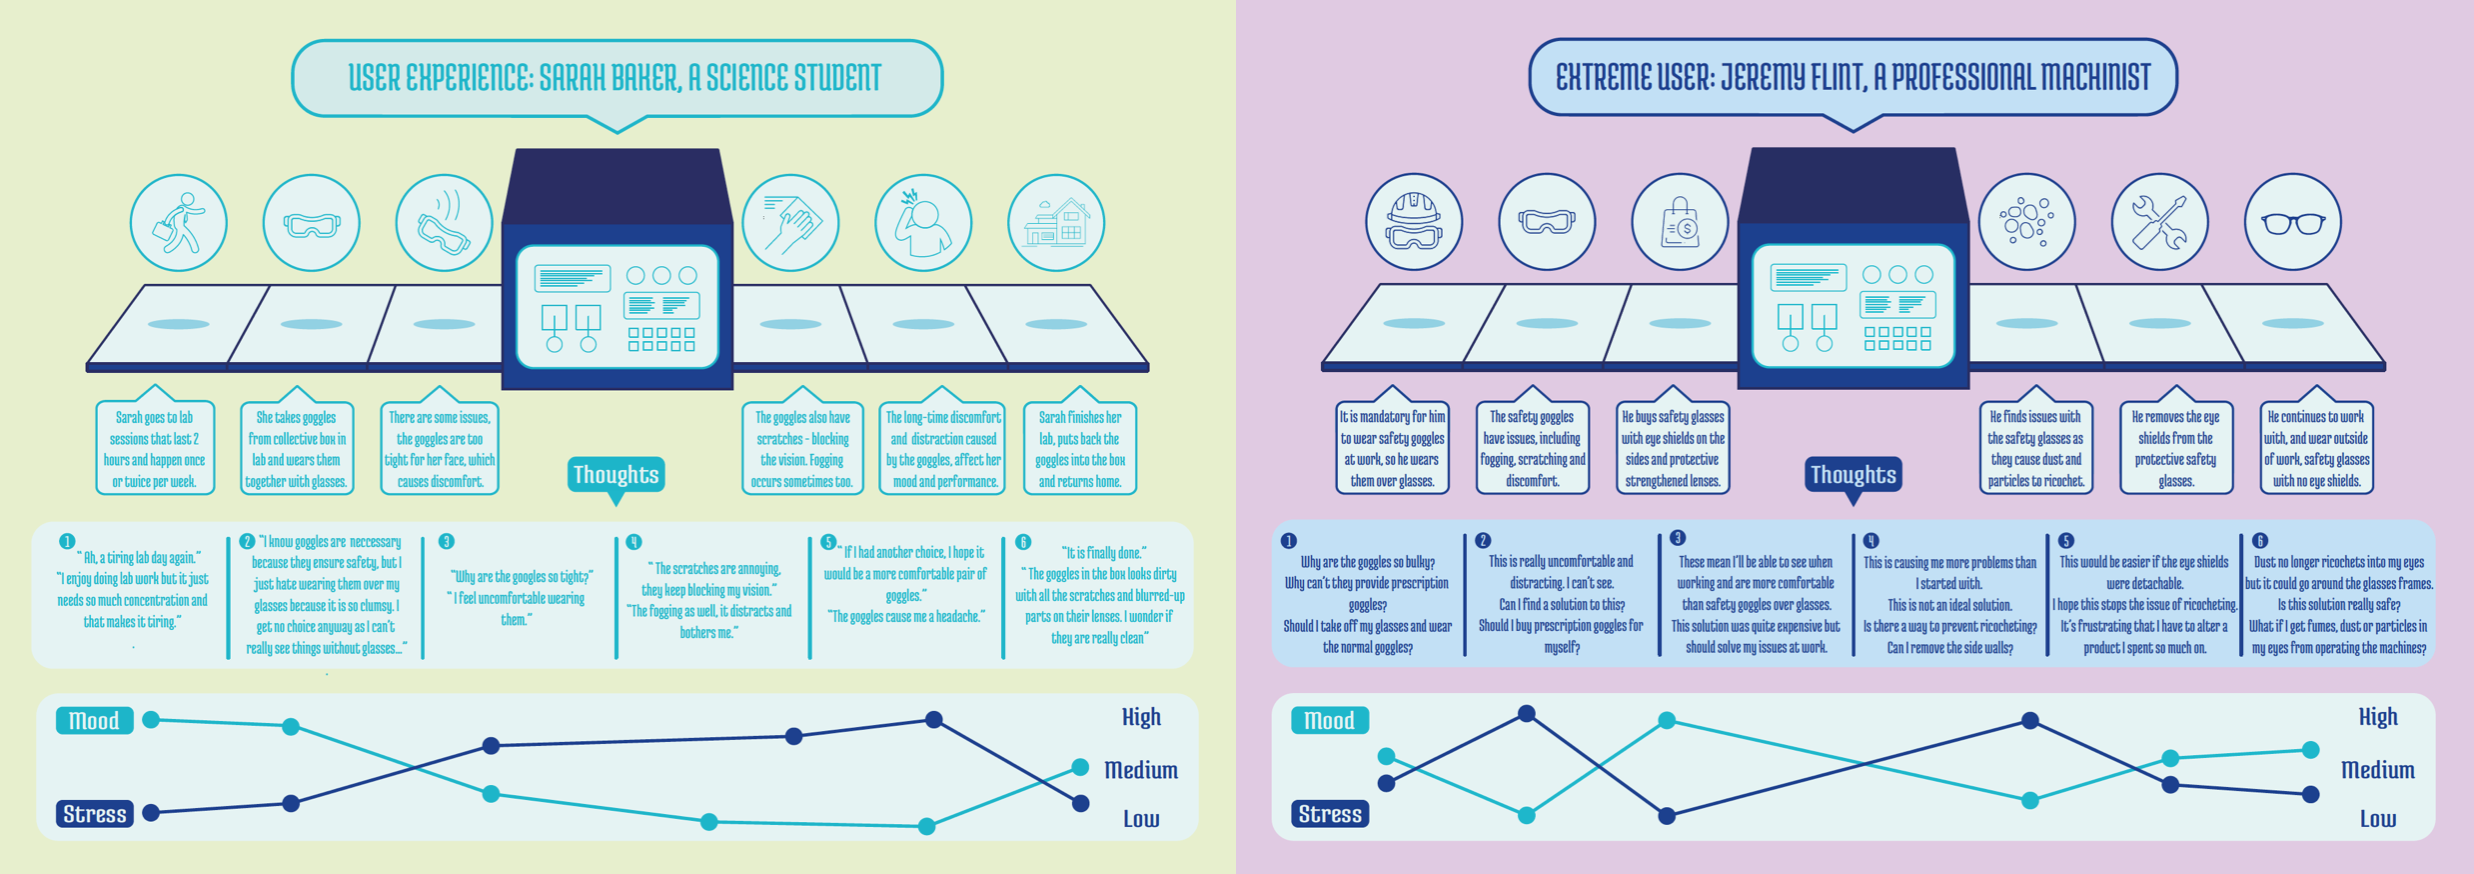 USER EXPERIENCE: SARAH BAKER, A SCIENCE STUDENT
Sarah goes to lab
sessions that last 2
hours and happen once
or twice per week.
She takes goggles
from collective box in
lab and wears them
together with glasses.
There are some issues,
the goggles are too
tight for her face, which
causes discomfort.
The goggles also have
scratches - blocking
the vision. Fogging
occurs sometimes too.
The long-time discomfort
and distraction caused
by the goggles, affect her
mood and performance.
Sarah finishes her
lab, puts back the
goggles into the box
and returns home.
Thoughts
1
" Ah, a tiring lab day again."
"I enjoy doing lab work but it just
needs so much concentration and
that makes it tiring."
.
2
"I know goggles are neccessary
because they ensure safety, but I
just hate wearing them over my
glasses because it is so clumsy. I
get no choice anyway as I can't
really see things without glasses..."
.
3
"Why are the googles so tight?"
" I feel uncomfortable wearing
them."
4
" The scratches are annoying,
they keep blocking my vision."
"The fogging as well, it distracts and
bothers me."
5
" If I had another choice, I hope it
would be a more comfortable pair of
goggles."
"The goggles cause me a headache."
6
"It is finally done."
" The goggles in the box looks dirty
with all the scratches and blurred-up
parts on their lenses. I wonder if
they are really clean"
Mood
Stress
High
Medium
Low
EXTREME USER: JEREMY FLINT, A PROFESSIONAL MACHINIST
$
It is mandatory for him
to wear safety goggles
at work, so he wears
them over glasses.
The safety goggles
have issues, including
fogging, scratching and
discomfort.
He buys safety glasses
with eye shields on the
sides and protective
strengthened lenses.
He finds issues with
the safety glasses as
they cause dust and
particles to ricochet.
He removes the eye
shields from the
protective safety
glasses.
He continues to work
with, and wear outside
of work, safety glasses
with no eye shields.
Thoughts
1
Why are the goggles so bulky?
Why can't they provide prescription
goggles?
Should I take off my glasses and wear
the normal goggles?
2
This is really uncomfortable and
distracting. I can't see.
Can I find a solution to this?
Should I buy prescription goggles for
myself?
3
These mean I'll be able to see when
working and are more comfortable
than safety goggles over glasses.
This solution was quite expensive but
should solve my issues at work.
4
This is causing me more problems than
I started with.
This is not an ideal solution.
Is there a way to prevent ricocheting?
Can I remove the side walls?
5
This would be easier if the eye shields
were detachable.
I hope this stops the issue of ricocheting.
It's frustrating that I have to alter a
product I spent so much on.
6
Dust no longer ricochets into my eyes
but it could go around the glasses frames.
Is this solution really safe?
What if I get fumes, dust or particles in
my eyes from operating the machines?
Mood
Stress
High
Medium
Low